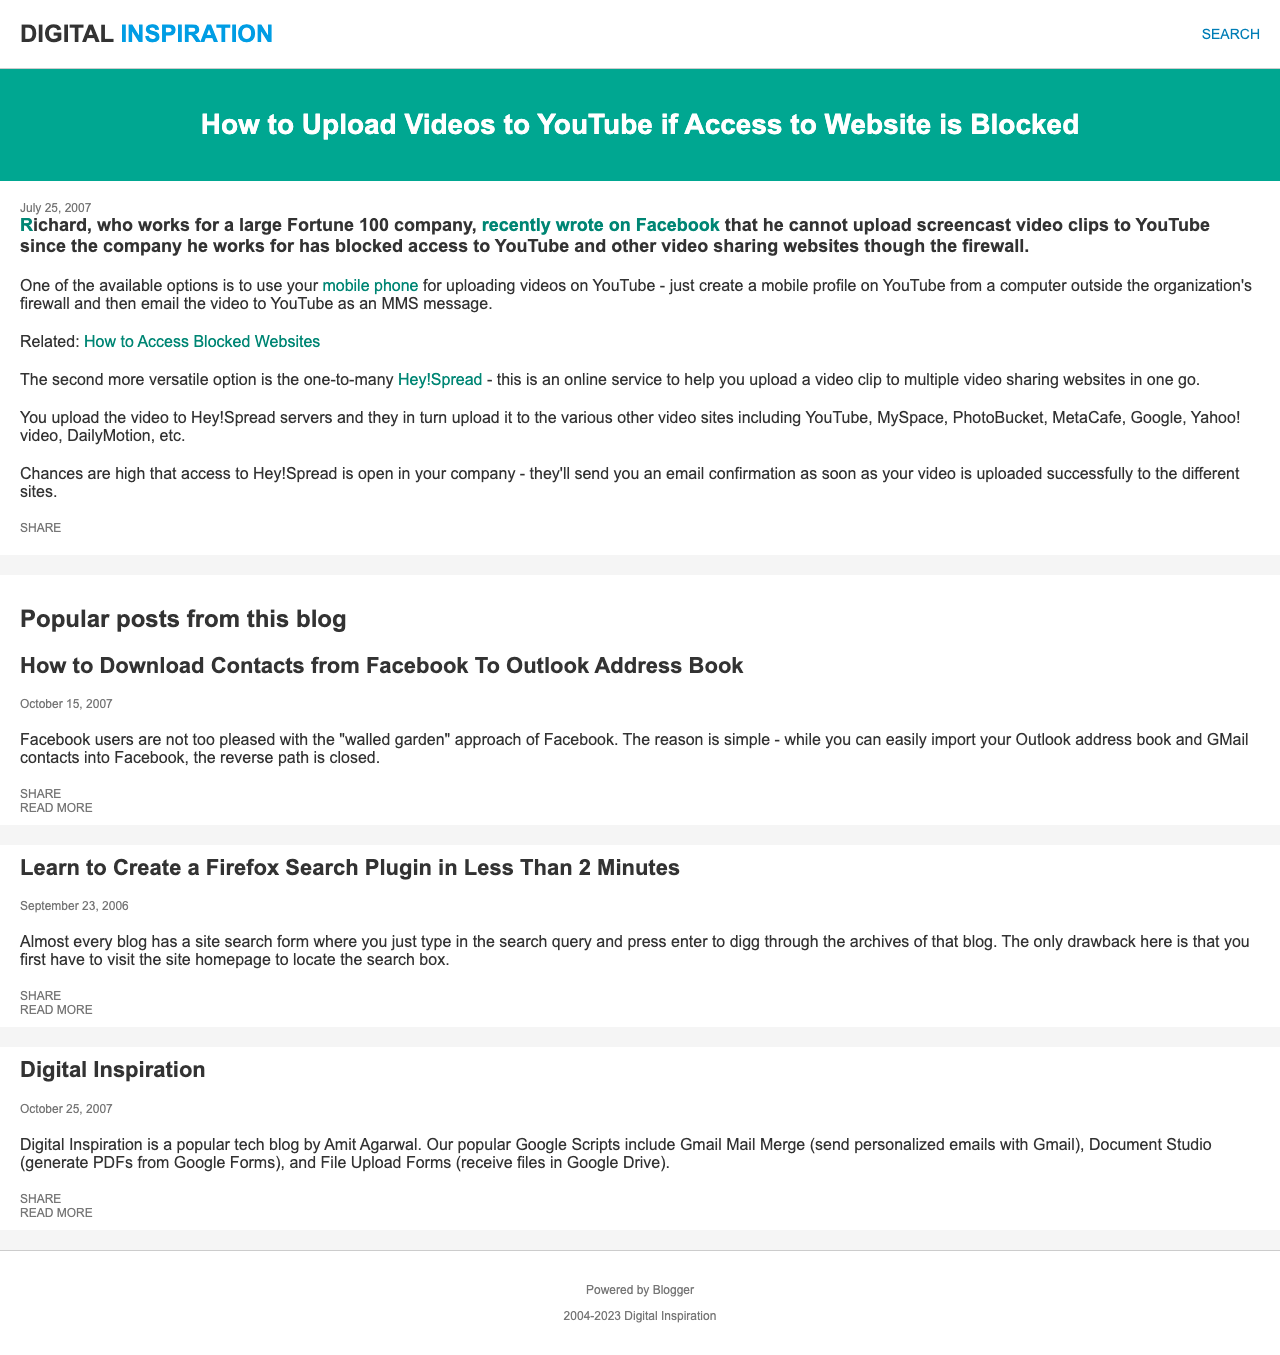 DIGITAL INSPIRATION
SEARCH
How to Upload Videos to YouTube if Access to Website is Blocked
July 25, 2007
Richard, who works for a large Fortune 100 company, recently wrote on Facebook that he cannot upload screencast video clips to YouTube
since the company he works for has blocked access to YouTube and other video sharing websites though the firewall.
One of the available options is to use your mobile phone for uploading videos on YouTube - just create a mobile profile on YouTube from a computer outside the organization's
firewall and then email the video to YouTube as an MMS message.
Related: How to Access Blocked Websites
The second more versatile option is the one-to-many Hey!Spread - this is an online service to help you upload a video clip to multiple video sharing websites in one go.
You upload the video to Hey!Spread servers and they in turn upload it to the various other video sites including YouTube, MySpace, PhotoBucket, MetaCafe, Google, Yahoo!
video, DailyMotion, etc.
Chances are high that access to Hey!Spread is open in your company - they'll send you an email confirmation as soon as your video is uploaded successfully to the different
sites.
SHARE
Popular posts from this blog
How to Download Contacts from Facebook To Outlook Address Book
October 15, 2007
Facebook users are not too pleased with the "walled garden" approach of Facebook. The reason is simple - while you can easily import your Outlook address book and GMail
contacts into Facebook, the reverse path is closed.
SHARE
READ MORE
Learn to Create a Firefox Search Plugin in Less Than 2 Minutes
September 23, 2006
Almost every blog has a site search form where you just type in the search query and press enter to digg through the archives of that blog. The only drawback here is that you
first have to visit the site homepage to locate the search box.
SHARE
READ MORE
Digital Inspiration
October 25, 2007
Digital Inspiration is a popular tech blog by Amit Agarwal. Our popular Google Scripts include Gmail Mail Merge (send personalized emails with Gmail), Document Studio
(generate PDFs from Google Forms), and File Upload Forms (receive files in Google Drive).
SHARE
READ MORE
Powered by Blogger
2004-2023 Digital Inspiration